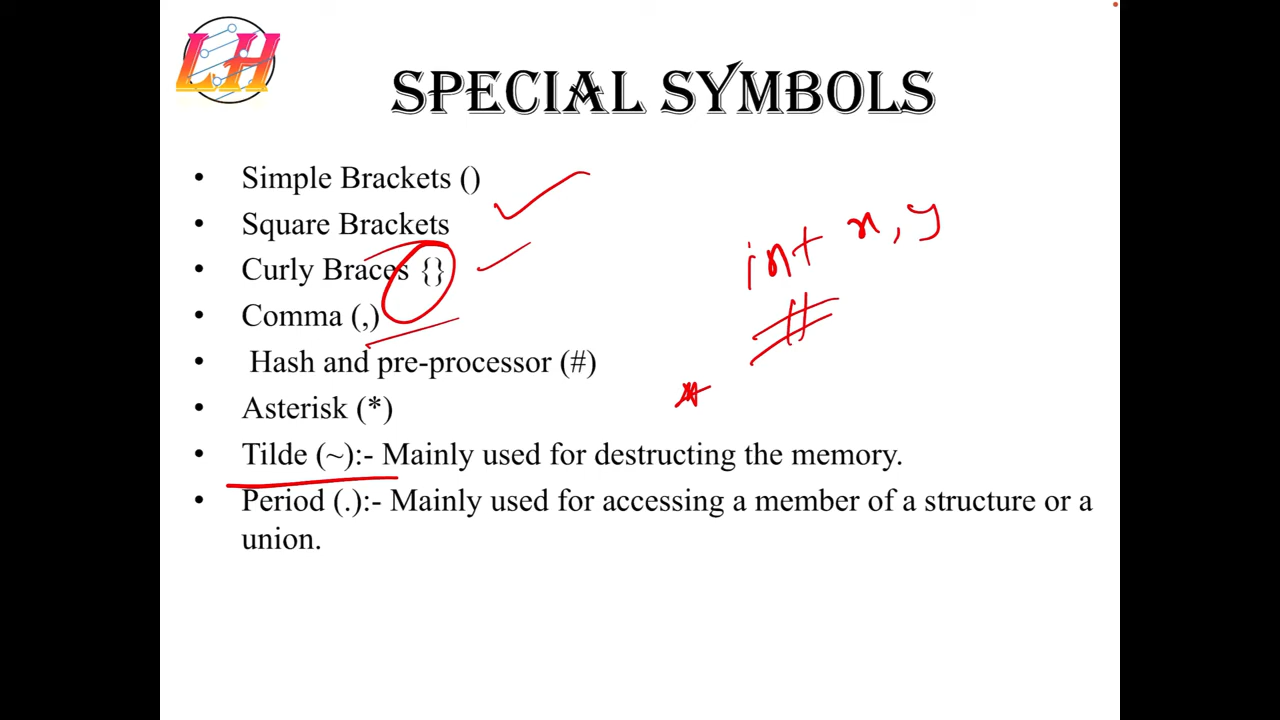 LH
SPECIAL SYMBOLS
• Simple Brackets ()
• Square Brackets
• Curly Braces {}
• Comma (,)
• Hash and pre-processor (#)
• Asterisk (*)
• Tilde (~):- Mainly used for destructing the memory.
• Period (.):- Mainly used for accessing a member of a structure or a
union.
int x, y
#
*